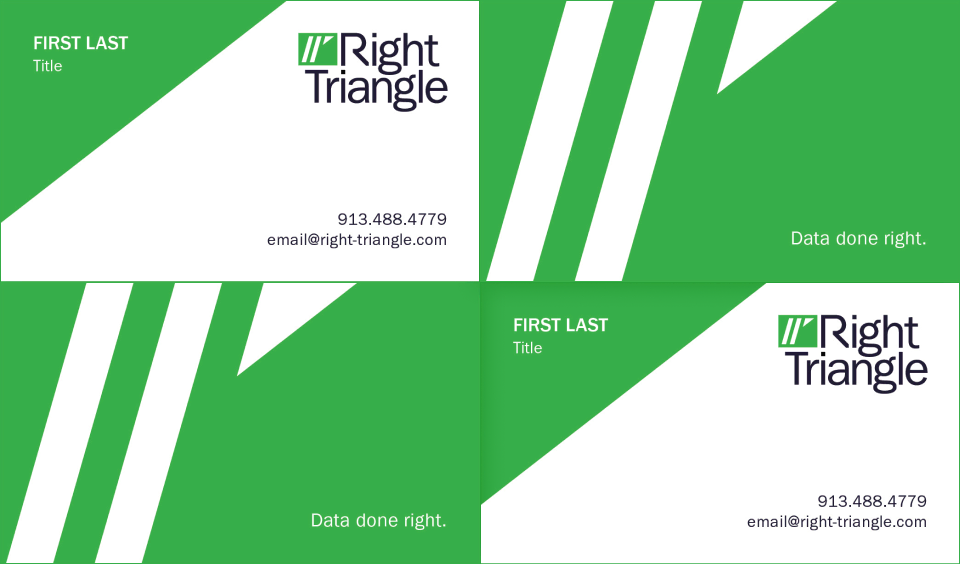 FIRST LAST
Title
Right
Triangle
913.488.4779
email@right-triangle.com
Data done right.
Data done right.
FIRST LAST
Title
Right
Triangle
913.488.4779
email@right-triangle.com